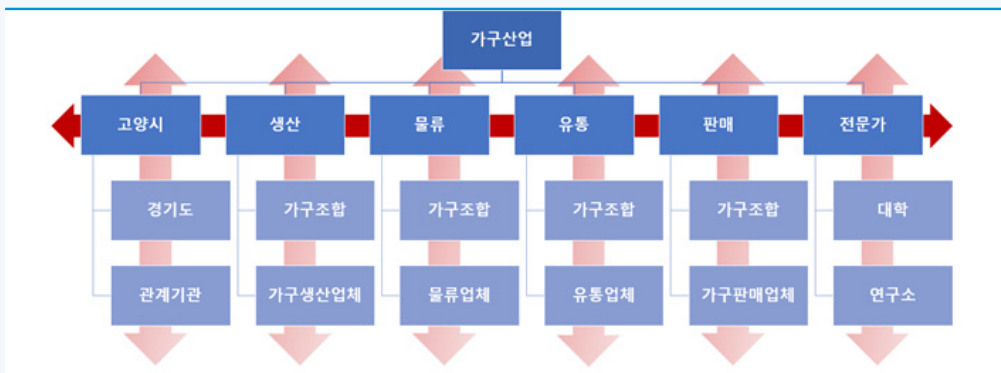 가구산업
고양시
생산
물류
유통
판매
전문가
경기도
가구조합
가구조합
가구조합
가구조합
대학
관계기관
가구생산업체
물류업체
유통업체
가구판매업체
연구소